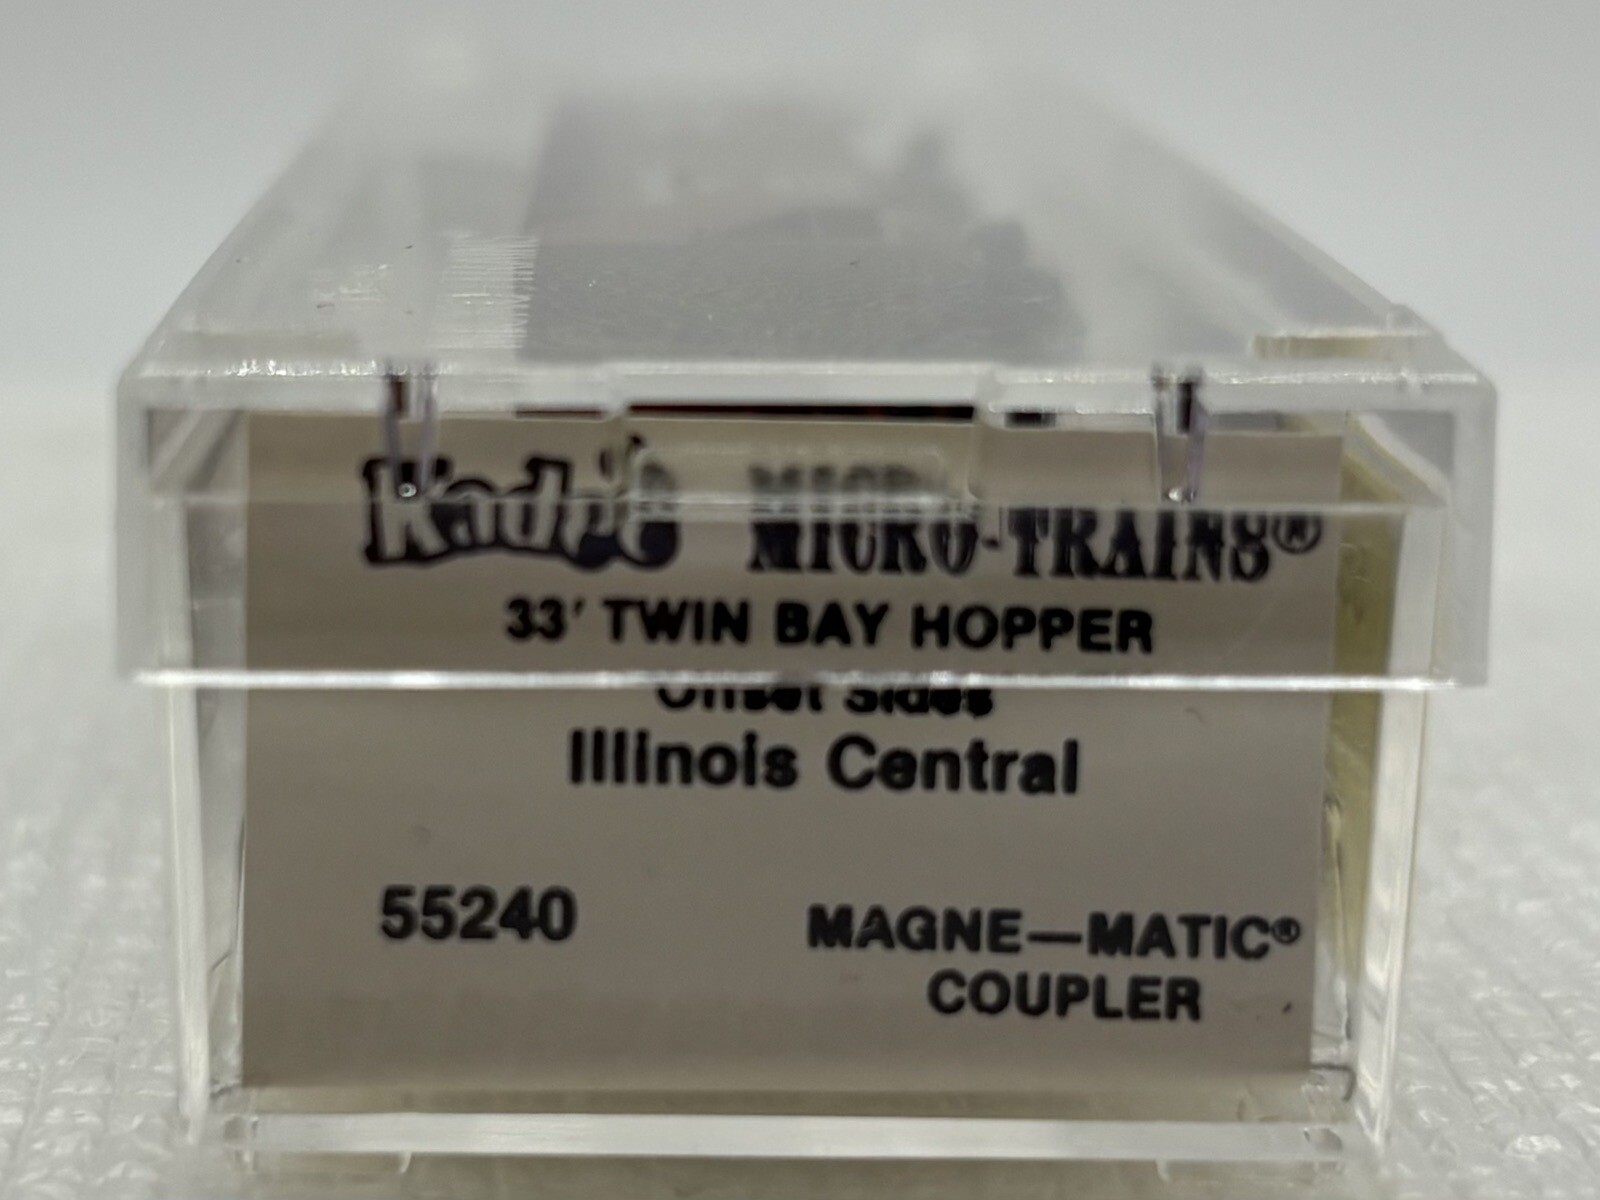 Kadee MICRO-TRAINS®
33' TWIN BAY HOPPER
Offset Sides
Illinois Central
55240
MAGNE—MATIC®
COUPLER